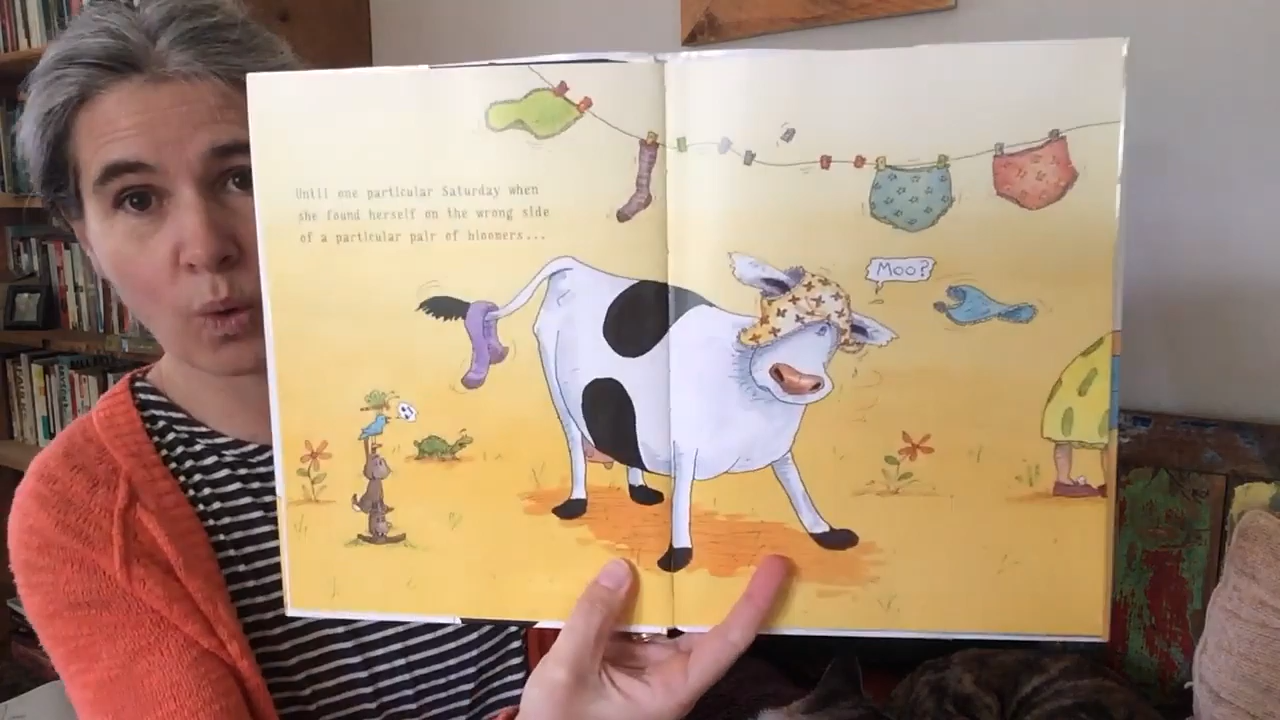 Until one particular Saturday when
she found herself on the wrong side
of a particular pair of bloomers...
Moo?